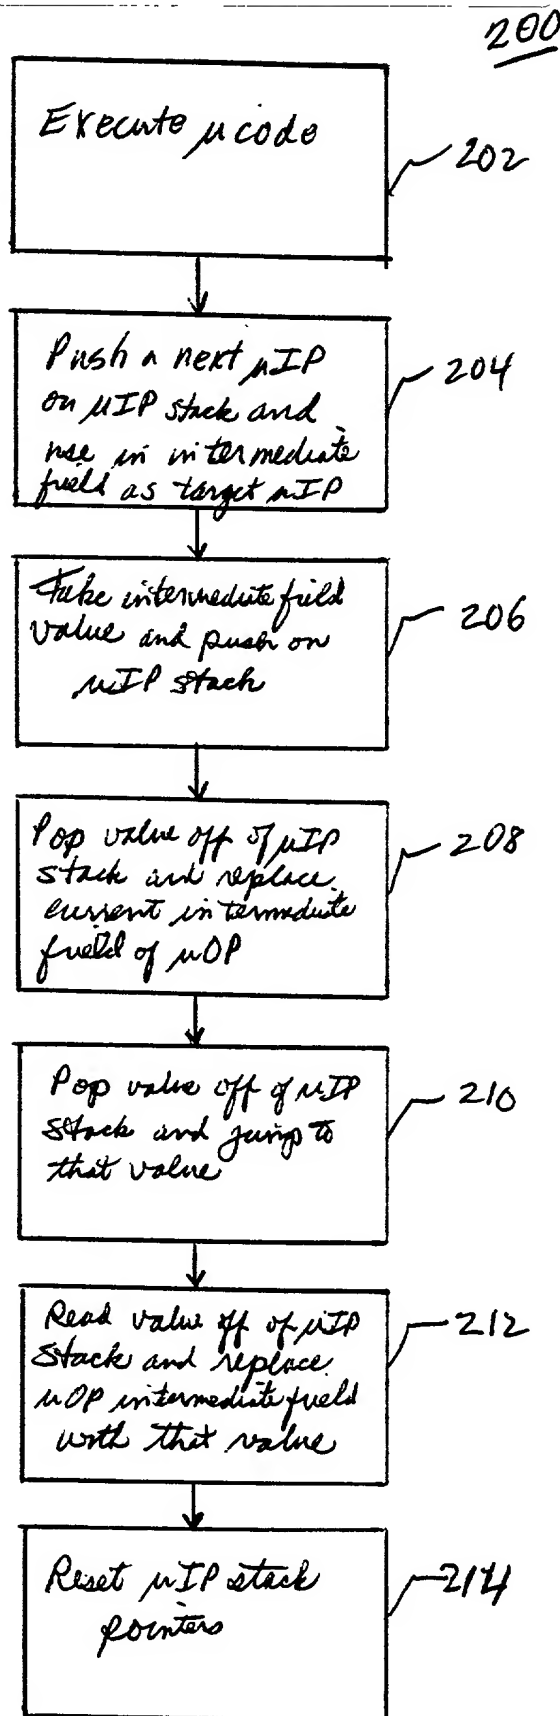 200
Execute μcode
202
Push a next μIP
on μIP stack and
use in intermediate
field as target μIP
204
Take intermediate field
value and push on
μIP stack
206
Pop value off of μIP
stack and replace
current intermediate
field of μOP
208
Pop value off of μIP
stack and jump to
that value
210
Read value off of μIP
stack and replace
μOP intermediate field
with that value
212
Reset μIP stack
pointers
214